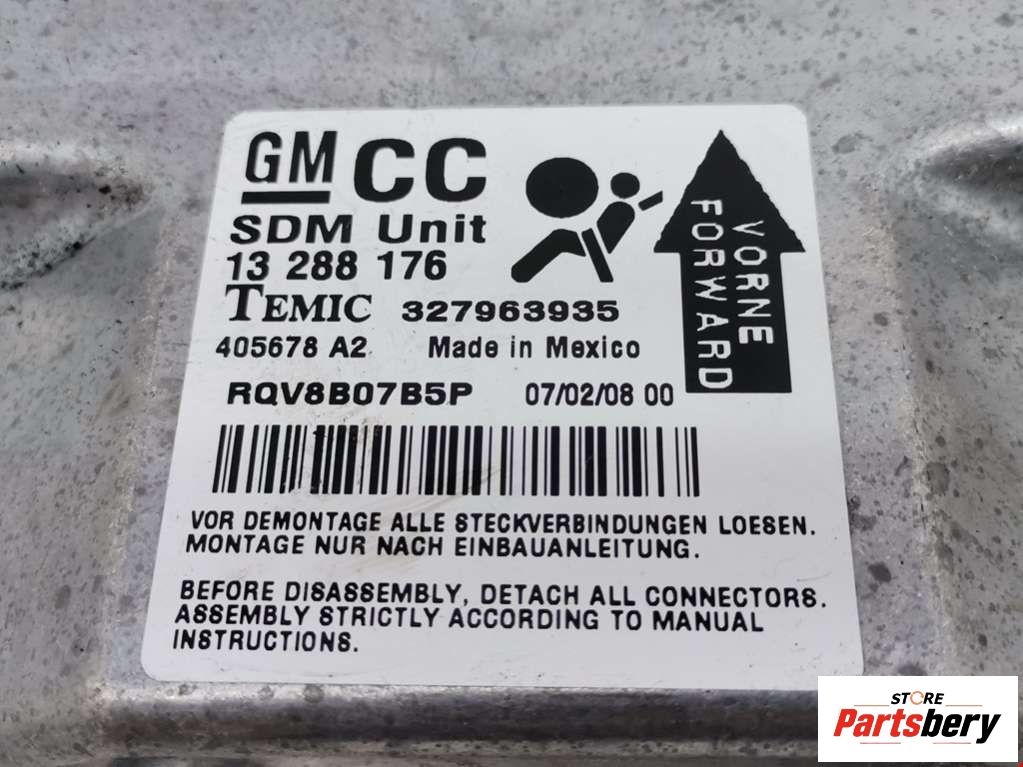 GM CC
SDM Unit
13 288 176
TEMIC 327963935
405678 A2 Made in Mexico
RQV8B07B5P 07/02/08 00
VORNE
FORWARD
VOR DEMONTAGE ALLE STECKVERBINDUNGEN LOESEN.
MONTAGE NUR NACH EINBAUANLEITUNG.
BEFORE DISASSEMBLY, DETACH ALL CONNECTORS.
ASSEMBLY STRICTLY ACCORDING TO MANUAL
INSTRUCTIONS.
STORE
Partsbery